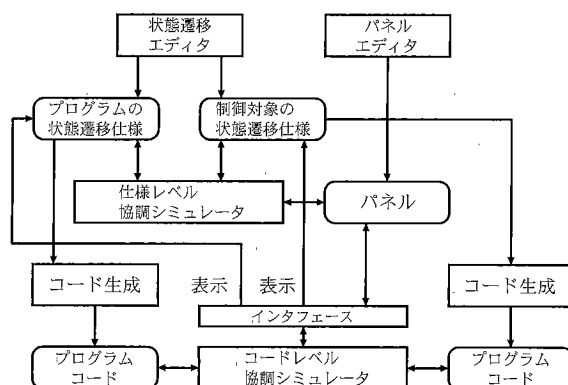 状態遷移
エディタ
パネル
エディタ
プログラムの
状態遷移仕様
制御対象の
状態遷移仕様
仕様レベル
協調シミュレータ
パネル
コード生成
表示
表示
コード生成
インタフェース
プログラム
コード
コードレベル
協調シミュレータ
プログラム
コード